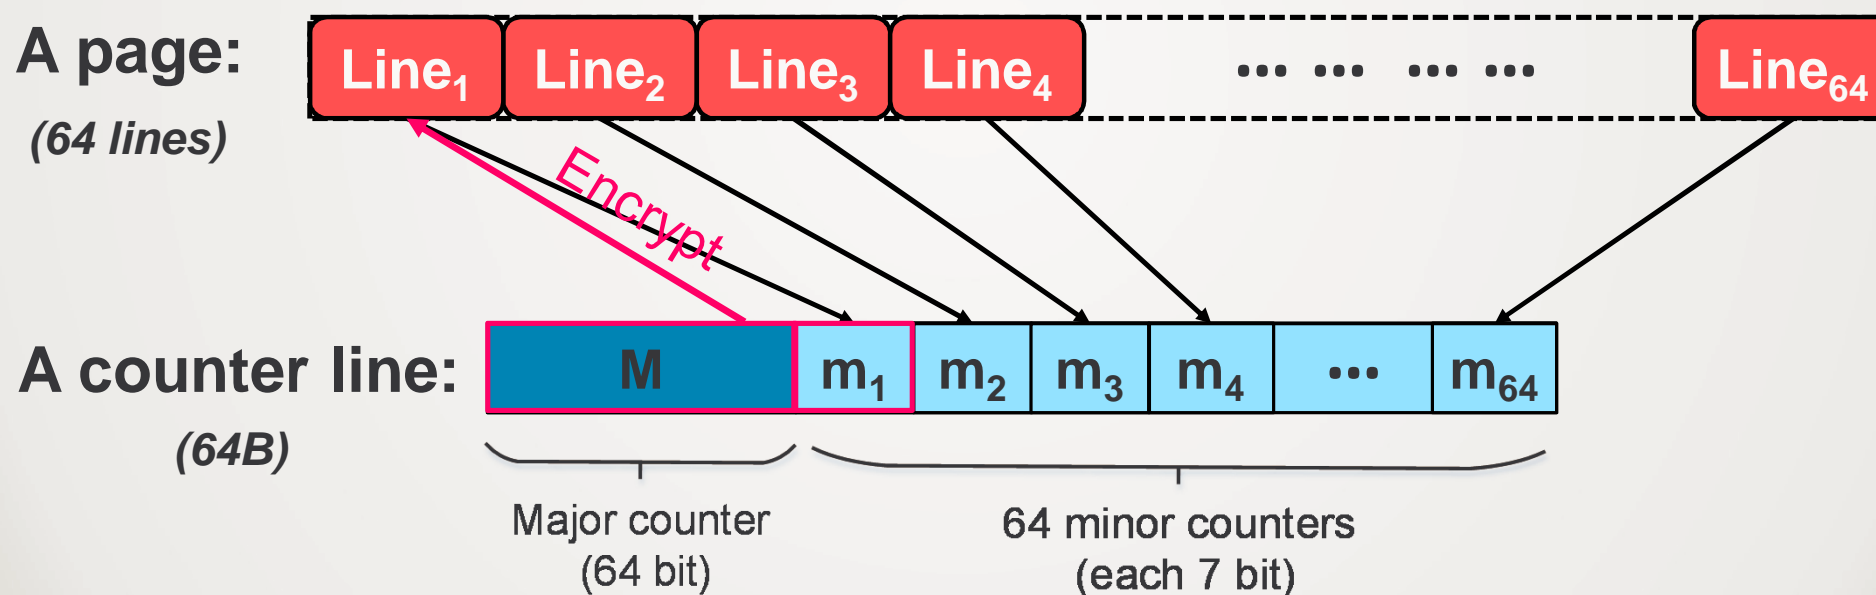 A page: Line₁ Line₂ Line₃ Line₄ ... ... ... ... Line₆₄
(64 lines)
Encrypt
A counter line: M m₁ m₂ m₃ m₄ ... m₆₄
(64B)
Major counter
(64 bit)
64 minor counters
(each 7 bit)